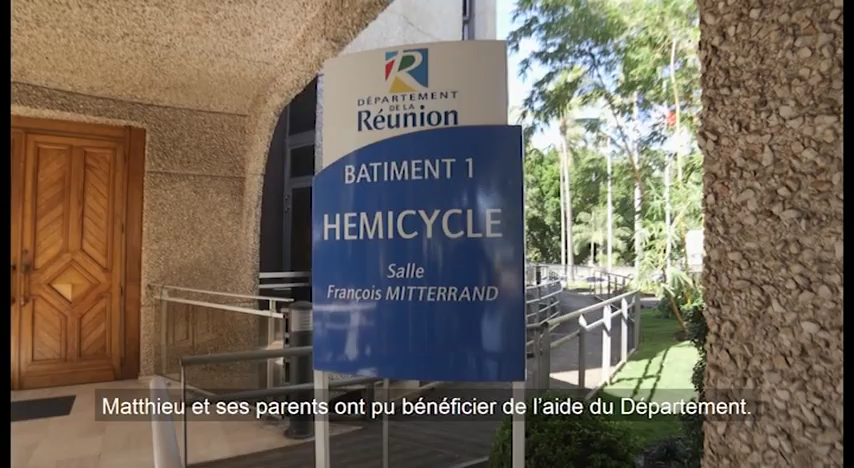 R
DÉPARTEMENT
DE LA
Réunion
BATIMENT 1
HEMICYCLE
Salle
François MITTERRAND
Matthieu et ses parents ont pu bénéficier de l'aide du Département.